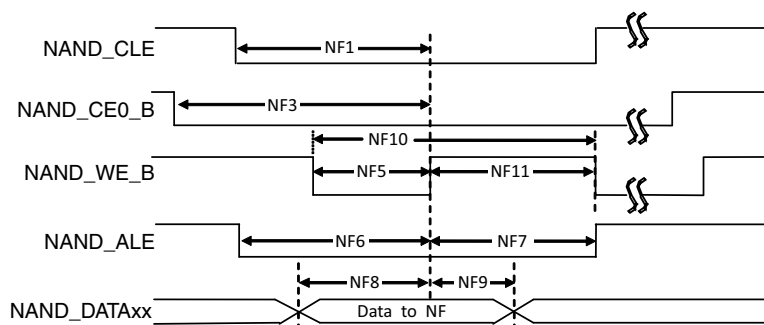 NAND_CLE
NF1
NAND_CE0_B
NF3
NF10
NAND_WE_B
NF5
NF11
NAND_ALE
NF6
NF7
NF8
NF9
NAND_DATAxx
Data to NF